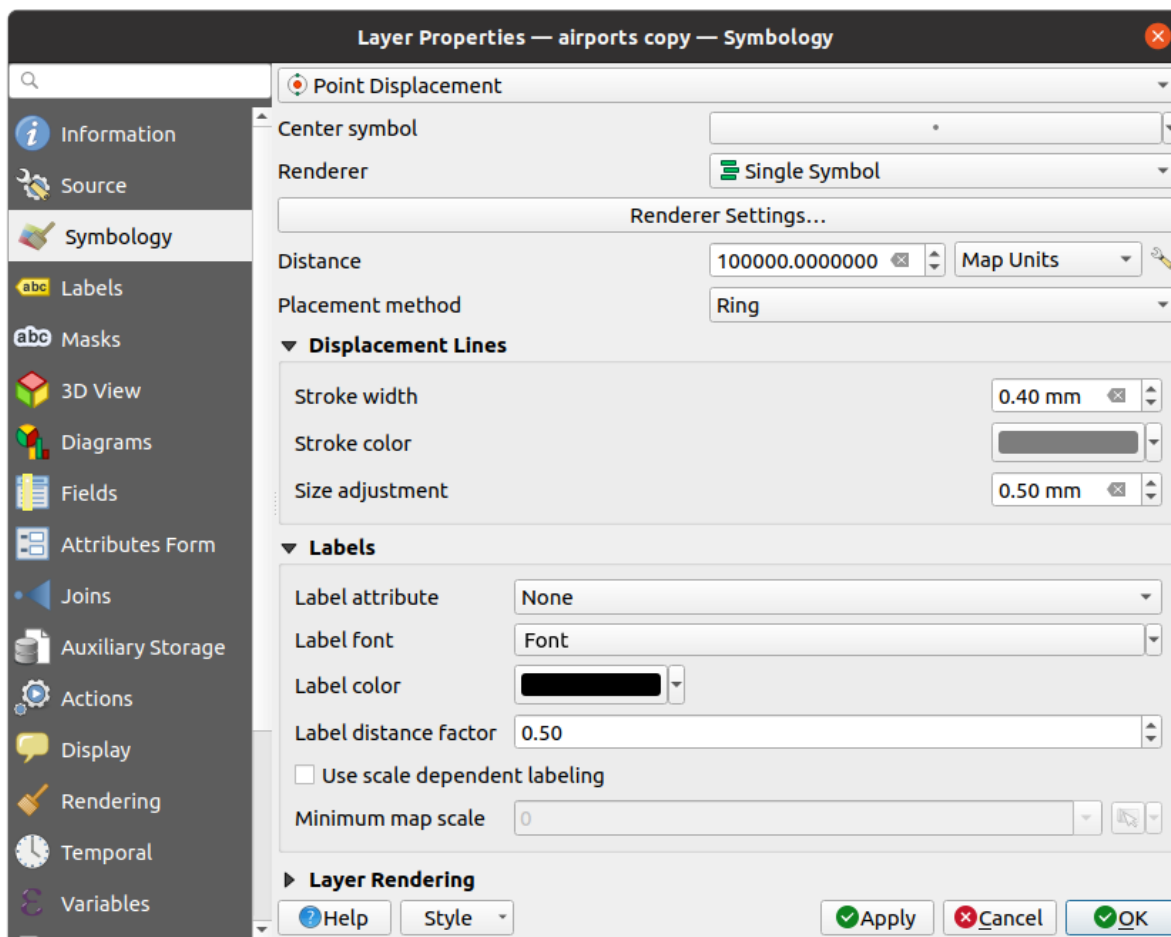 Layer Properties — airports copy — Symbology
Information
Source
Symbology
abc Labels
abc Masks
3D View
Diagrams
Fields
Attributes Form
Joins
Auxiliary Storage
Actions
Display
Rendering
Temporal
Variables
Point Displacement
Center symbol
Renderer Single Symbol
Renderer Settings...
Distance 100000.0000000 Map Units
Placement method Ring
Displacement Lines
Stroke width 0.40 mm
Stroke color
Size adjustment 0.50 mm
Labels
Label attribute None
Label font Font
Label color
Label distance factor 0.50
Use scale dependent labeling
Minimum map scale 0
Layer Rendering
Help Style Apply Cancel OK